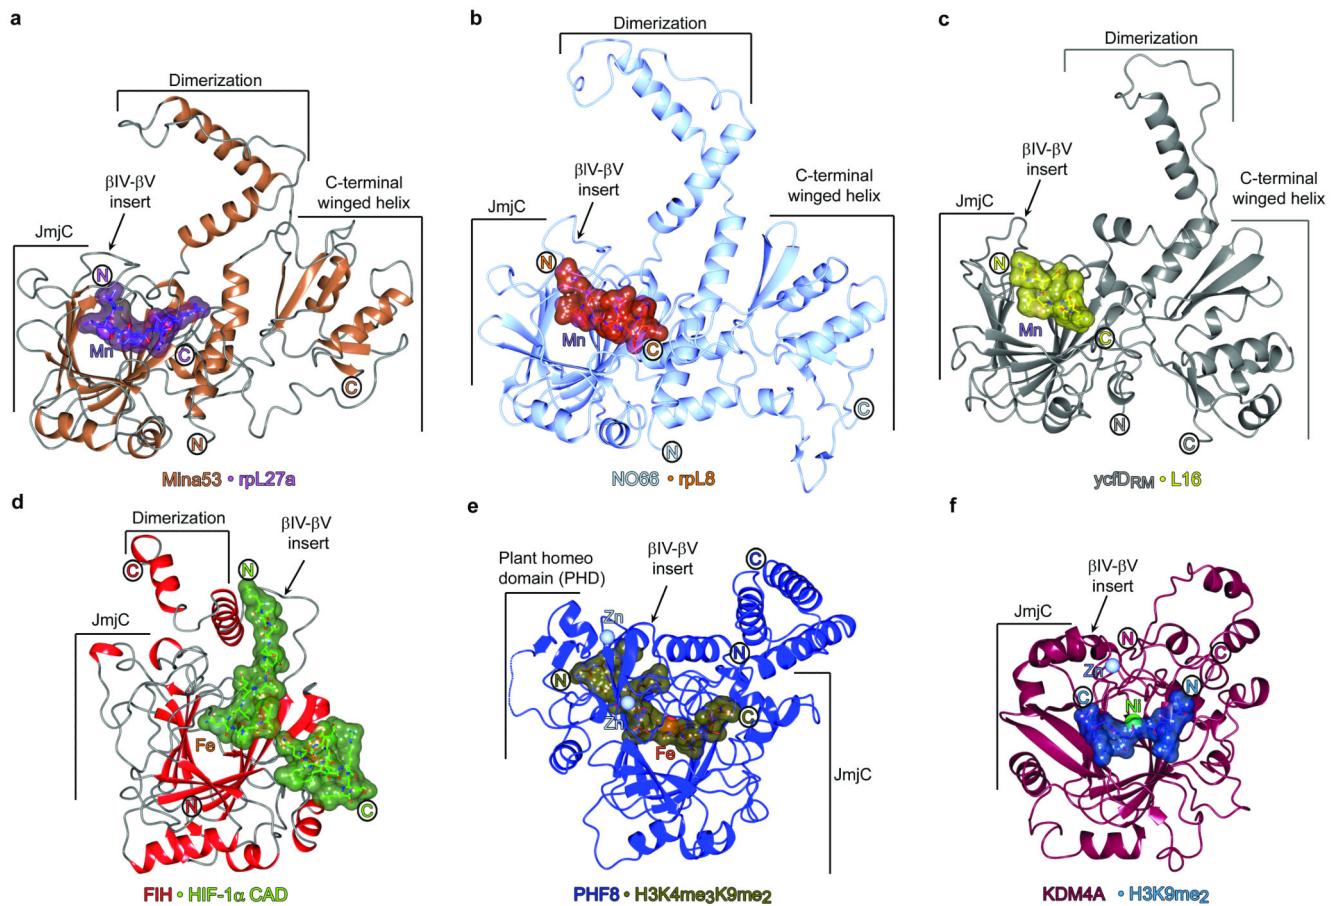 a
Dimerization
βIV-βV
insert
C-terminal
winged helix
JmjC
N
Mn
C
C
N
Mina53 • rpL27a
b
Dimerization
βIV-βV
insert
C-terminal
winged helix
JmjC
N
Mn
C
C
N
NO66 • rpL8
c
Dimerization
βIV-βV
insert
C-terminal
winged helix
JmjC
N
Mn
C
N
C
ycfDRM • L16
d
Dimerization
βIV-βV
insert
C
N
JmjC
Fe
N
C
FIH • HIF-1α CAD
e
Plant homeo
domain (PHD)
βIV-βV
insert
C
Zn
N
N
Zn
C
Fe
JmjC
PHF8 • H3K4me3K9me2
f
βIV-βV
insert
JmjC
N
C
Zn
C
N
Ni
KDM4A • H3K9me2